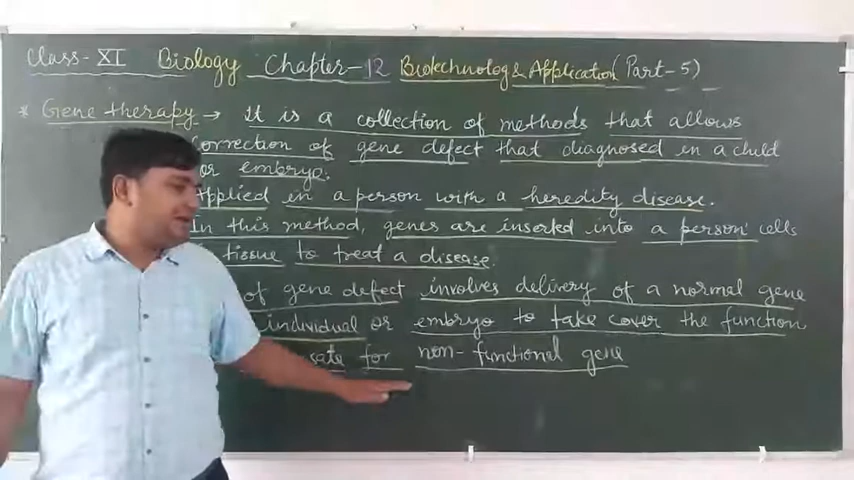 Class-XI Biology Chapter-12 Biotechnology & Application (Part-5)
* Gene therapy → It is a collection of methods that allows
correction of gene defect that diagnosed in a child
or embryo.
Applied in a person with a heredity disease.
In this method, genes are inserted into a person' cells
tissue to treat a disease.
of gene defect involves delivery of a normal gene
individual or embryo to take cover the function
sate for non-functional gene